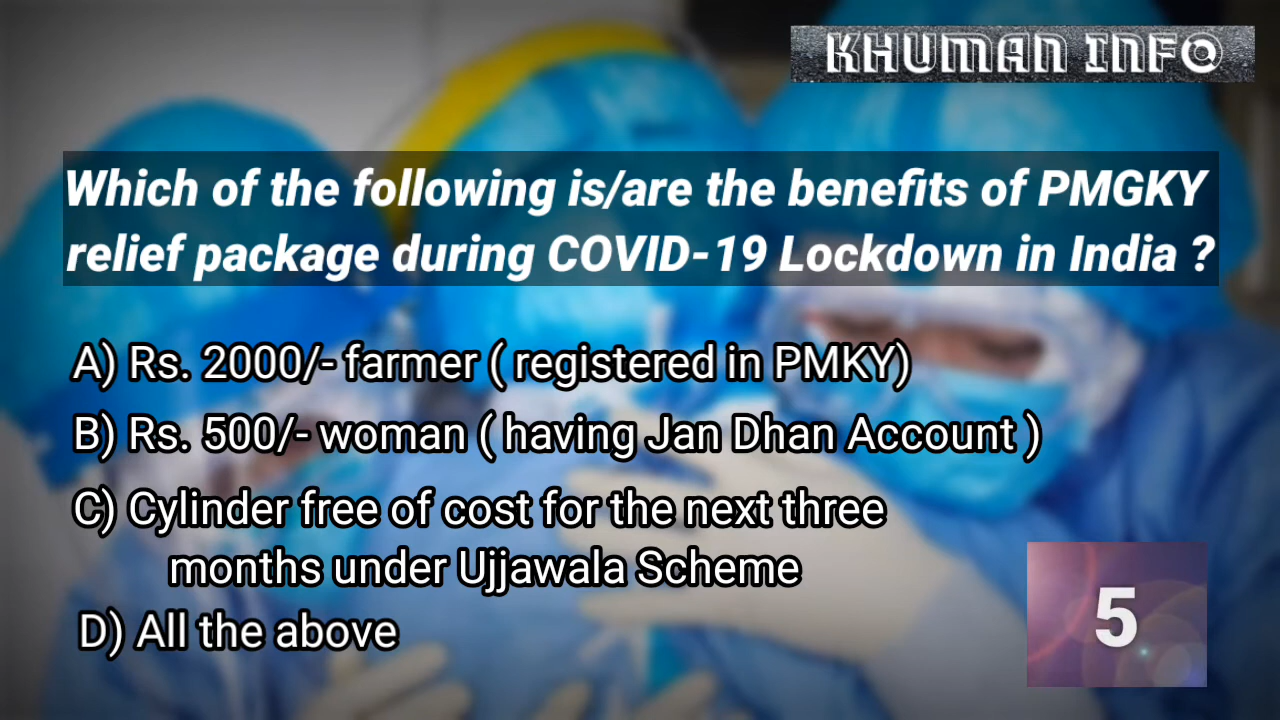 KHUMAN INFO
Which of the following is/are the benefits of PMGKY
relief package during COVID-19 Lockdown in India ?
A) Rs. 2000/- farmer ( registered in PMKY)
B) Rs. 500/- woman ( having Jan Dhan Account )
C) Cylinder free of cost for the next three
months under Ujjawala Scheme
D) All the above
5